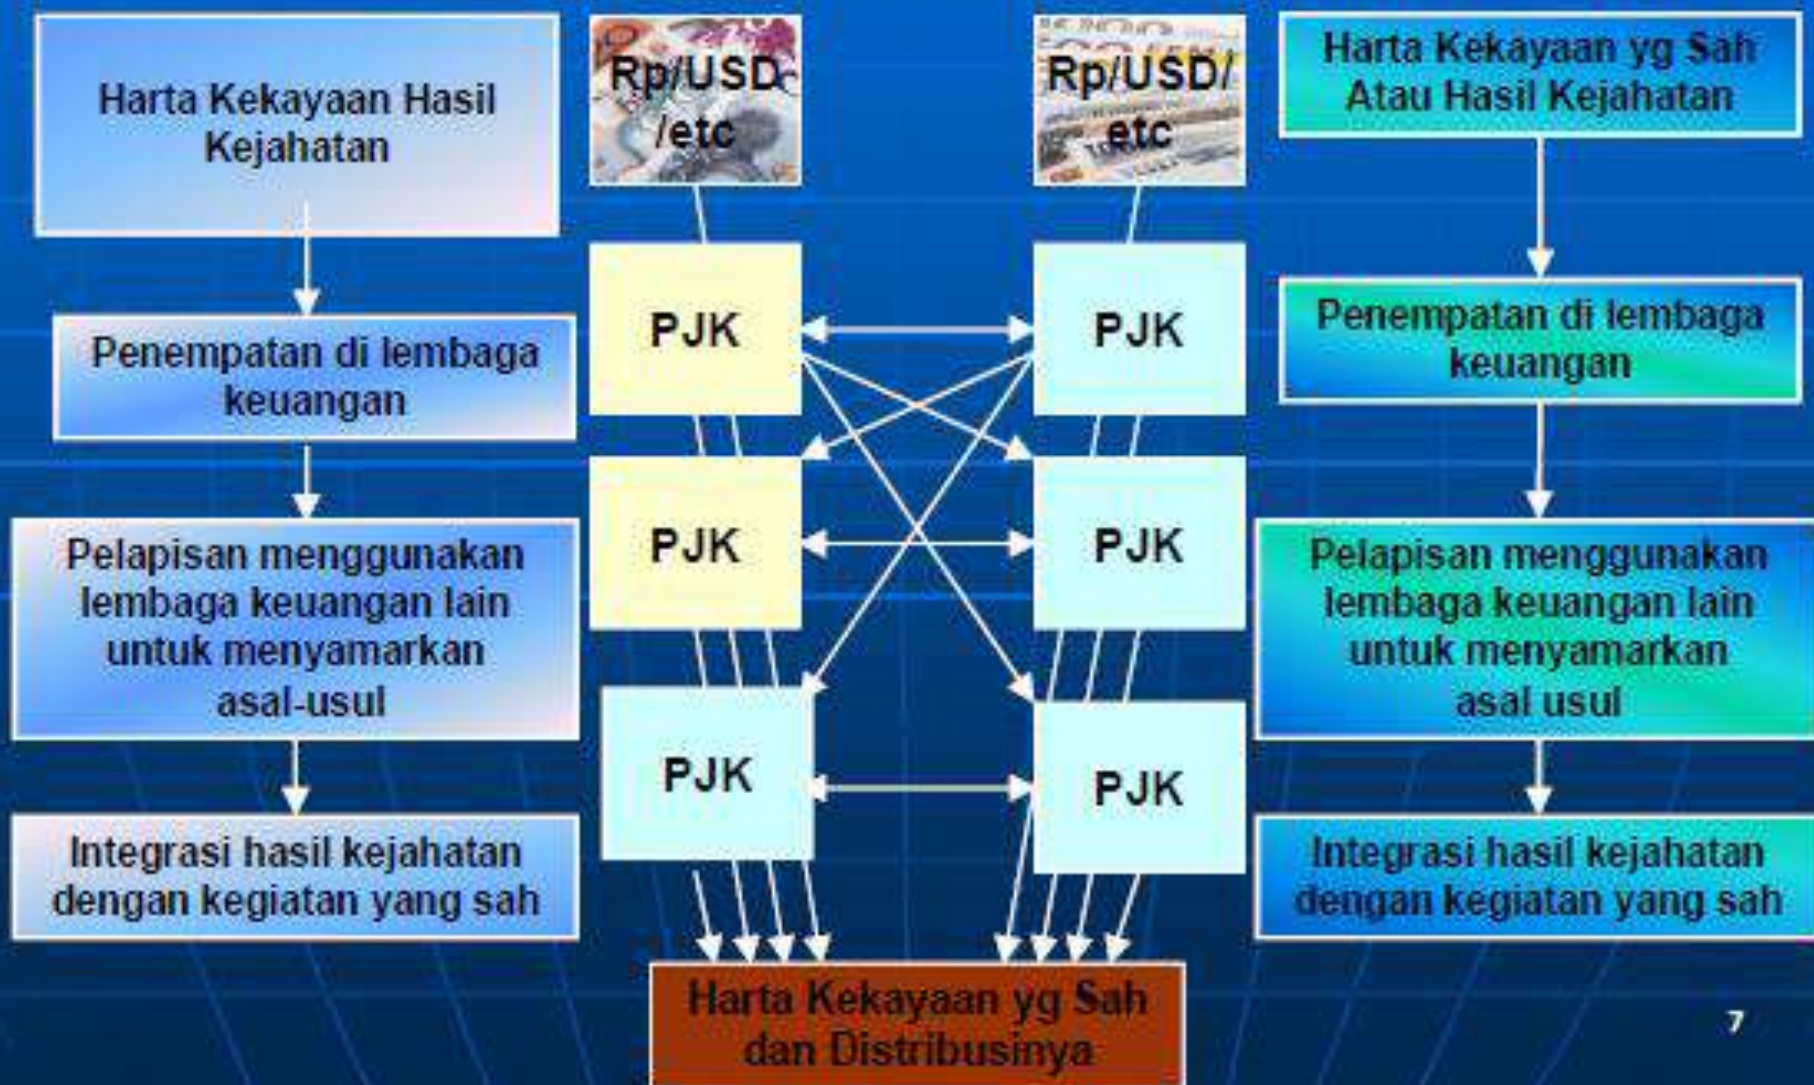 Harta Kekayaan Hasil
Kejahatan
Penempatan di lembaga
keuangan
Pelapisan menggunakan
lembaga keuangan lain
untuk menyamarkan
asal-usul
Integrasi hasil kejahatan
dengan kegiatan yang sah
Rp/USD
/etc
PJK
PJK
PJK
Rp/USD/
etc
PJK
PJK
PJK
Harta Kekayaan yg Sah
Atau Hasil Kejahatan
Penempatan di lembaga
keuangan
Pelapisan menggunakan
lembaga keuangan lain
untuk menyamarkan
asal usul
Integrasi hasil kejahatan
dengan kegiatan yang sah
Harta Kekayaan yg Sah
dan Distribusinya
7